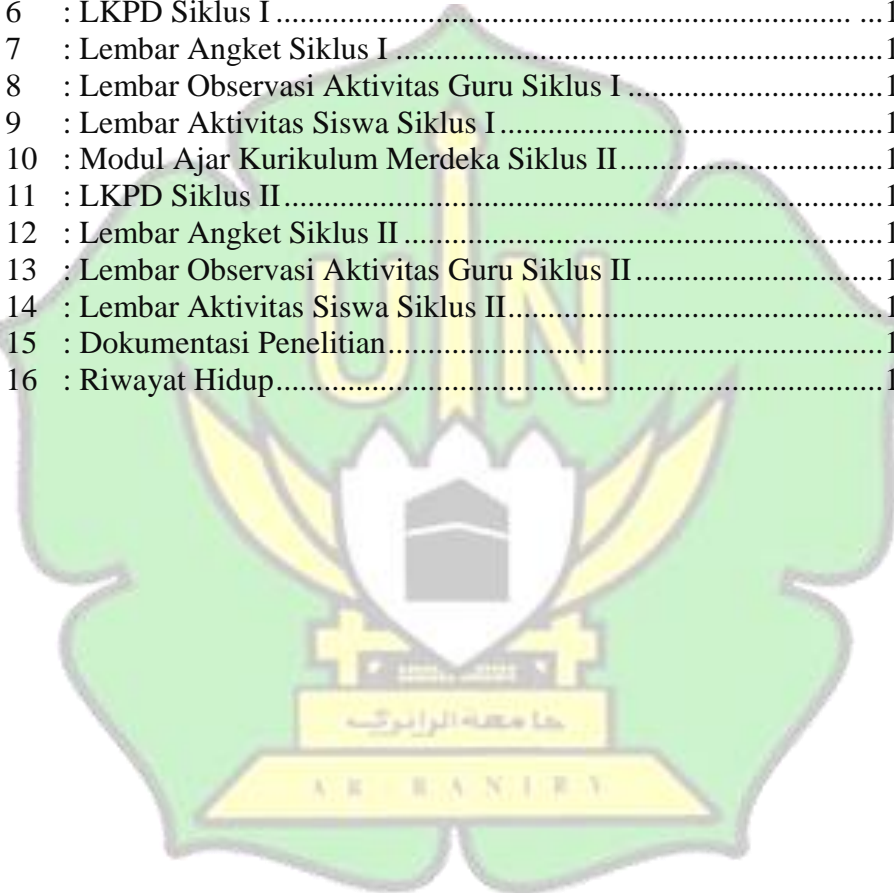 6 : LKPD Siklus I ........................................................................................ ...1
7 : Lembar Angket Siklus I ..........................................................................1
8 : Lembar Observasi Aktivitas Guru Siklus I .......................................1
9 : Lembar Aktivitas Siswa Siklus I ..........................................................1
10 : Modul Ajar Kurikulum Merdeka Siklus II ........................................1
11 : LKPD Siklus II ..........................................................................................1
12 : Lembar Angket Siklus II .........................................................................1
13 : Lembar Observasi Aktivitas Guru Siklus II ......................................1
14 : Lembar Aktivitas Siswa Siklus II .........................................................1
15 : Dokumentasi Penelitian ...........................................................................1
16 : Riwayat Hidup ............................................................................................1
UIN
جامعة الرانري
AR - RANIRY